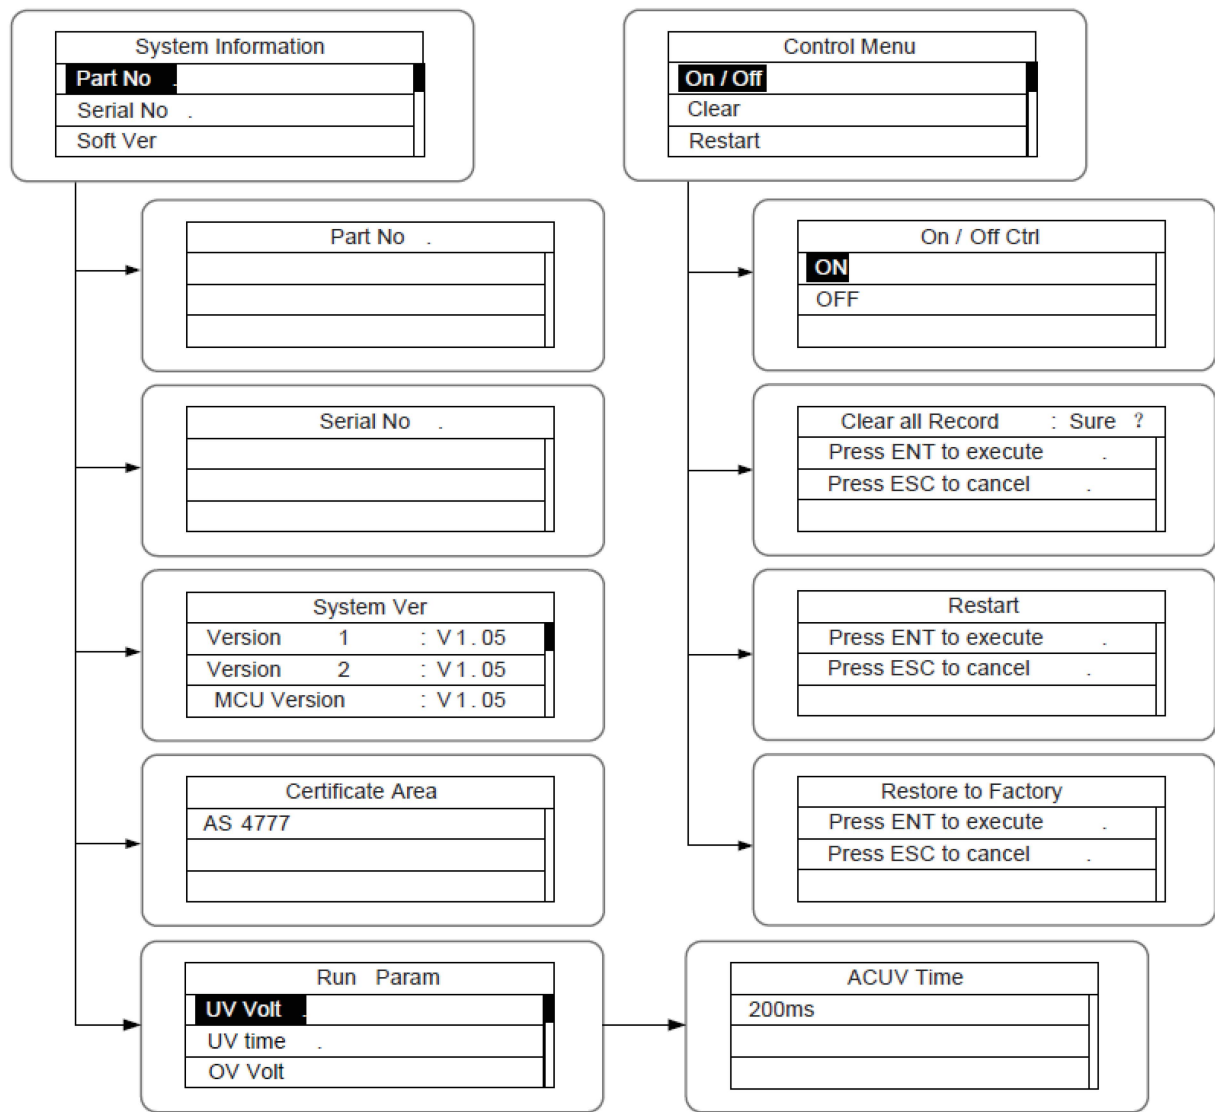 System Information
Part No .
Serial No .
Soft Ver
Part No .
Serial No .
System Ver
Version 1 : V1.05
Version 2 : V1.05
MCU Version : V1.05
Certificate Area
AS 4777
Run Param
UV Volt .
UV time .
OV Volt
ACUV Time
200ms
Control Menu
On / Off
Clear
Restart
On / Off Ctrl
ON
OFF
Clear all Record : Sure ?
Press ENT to execute .
Press ESC to cancel .
Restart
Press ENT to execute .
Press ESC to cancel .
Restore to Factory
Press ENT to execute .
Press ESC to cancel .